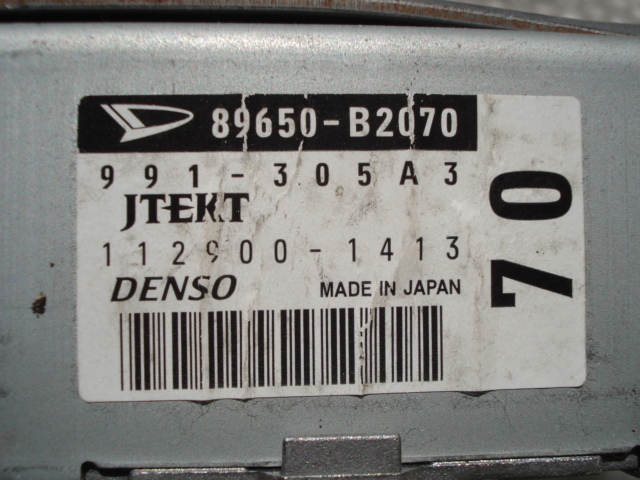 89650-B2070
991-305A3
JTEKT
112900-1413
DENSO MADE IN JAPAN
70